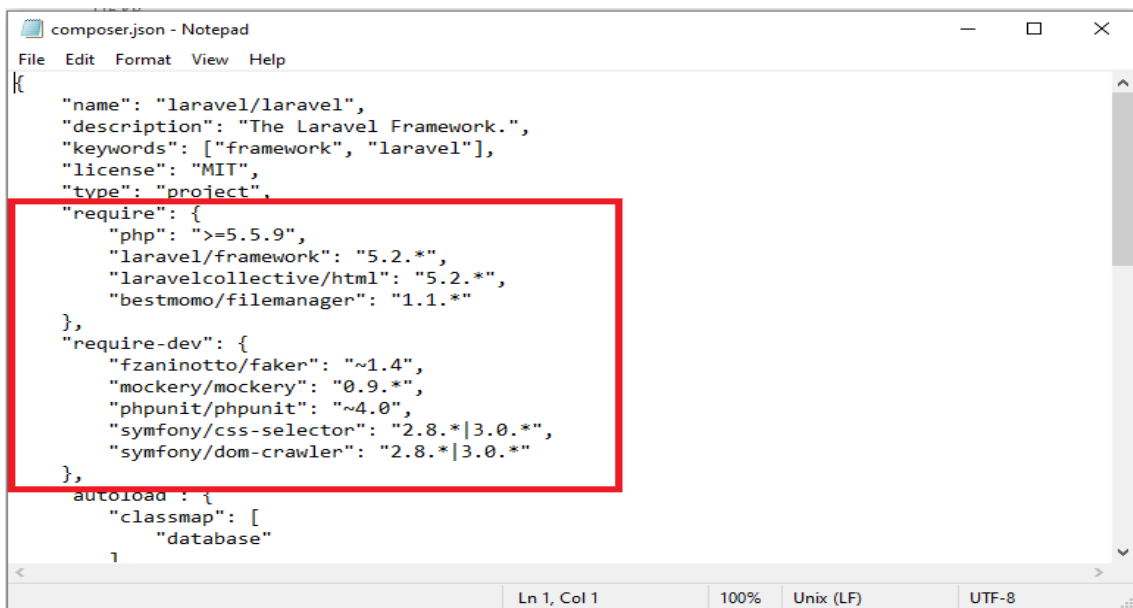 composer.json - Notepad
File Edit Format View Help
{
    "name": "laravel/laravel",
    "description": "The Laravel Framework.",
    "keywords": ["framework", "laravel"],
    "license": "MIT",
    "type": "project",
    "require": {
        "php": ">=5.5.9",
        "laravel/framework": "5.2.*",
        "laravelcollective/html": "5.2.*",
        "bestmomo/filemanager": "1.1.*"
    },
    "require-dev": {
        "fzaninotto/faker": "~1.4",
        "mockery/mockery": "0.9.*",
        "phpunit/phpunit": "~4.0",
        "symfony/css-selector": "2.8.*|3.0.*",
        "symfony/dom-crawler": "2.8.*|3.0.*"
    },
    "autoload": {
        "classmap": [
            "database"
        ]
Ln 1, Col 1 100% Unix (LF) UTF-8